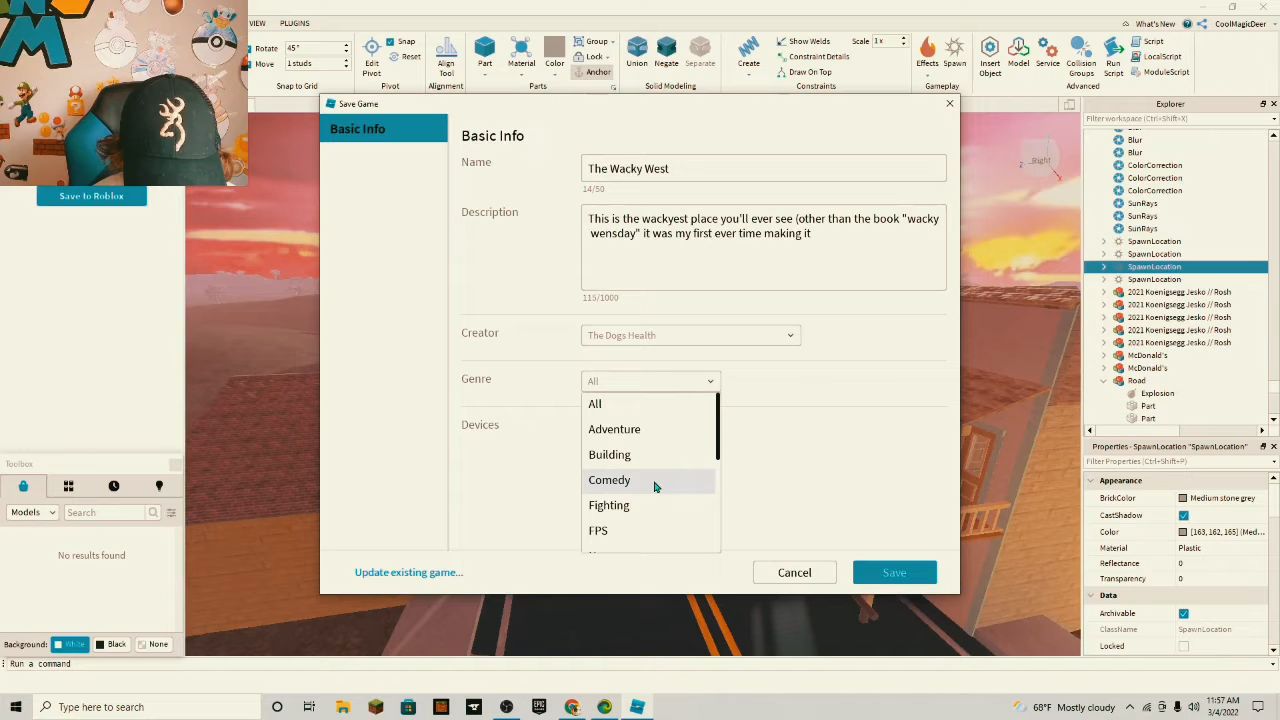 VIEW PLUGINS
What's New CoolMagicDeer
Rotate 45°
Move 1 studs
Snap to Grid
Edit Pivot
Snap
Reset
Pivot
Align Tool
Alignment
Part
Material
Color
Group
Lock
Anchor
Parts
Union
Negate
Separate
Solid Modeling
Create
Show Welds
Constraint Details
Draw On Top
Scale 1 x
Constraints
Effects
Spawn
Gameplay
Insert Object
Model
Service
Collision Groups
Run Script
Script
LocalScript
ModuleScript
Advanced
Save to Roblox
Save Game
Basic Info
Basic Info
Name
The Wacky West
14/50
Description
This is the wackyest place you'll ever see (other than the book "wacky
wensday" it was my first ever time making it
115/1000
Creator
The Dogs Health
Genre
All
All
Adventure
Building
Comedy
Fighting
FPS
Devices
Update existing game...
Cancel
Save
Right
Explorer
Filter workspace (Ctrl+Shift+X)
Blur
Blur
Blur
ColorCorrection
ColorCorrection
ColorCorrection
SunRays
SunRays
SunRays
SpawnLocation
SpawnLocation
SpawnLocation
SpawnLocation
2021 Koenigsegg Jesko // Rosh
2021 Koenigsegg Jesko // Rosh
2021 Koenigsegg Jesko // Rosh
2021 Koenigsegg Jesko // Rosh
2021 Koenigsegg Jesko // Rosh
McDonald's
McDonald's
Road
Explosion
Part
Part
Properties - SpawnLocation "SpawnLocation"
Filter Properties (Ctrl+Shift+P)
Appearance
BrickColor Medium stone grey
CastShadow
Color [163, 162, 165] (Med...
Material Plastic
Reflectance 0
Transparency 0
Data
Archivable
ClassName SpawnLocation
Locked
Toolbox
Models
Search
No results found
Background: White Black None
Run a command
Type here to search
EPIC GAMES
68°F Mostly cloudy
11:57 AM
3/4/2022